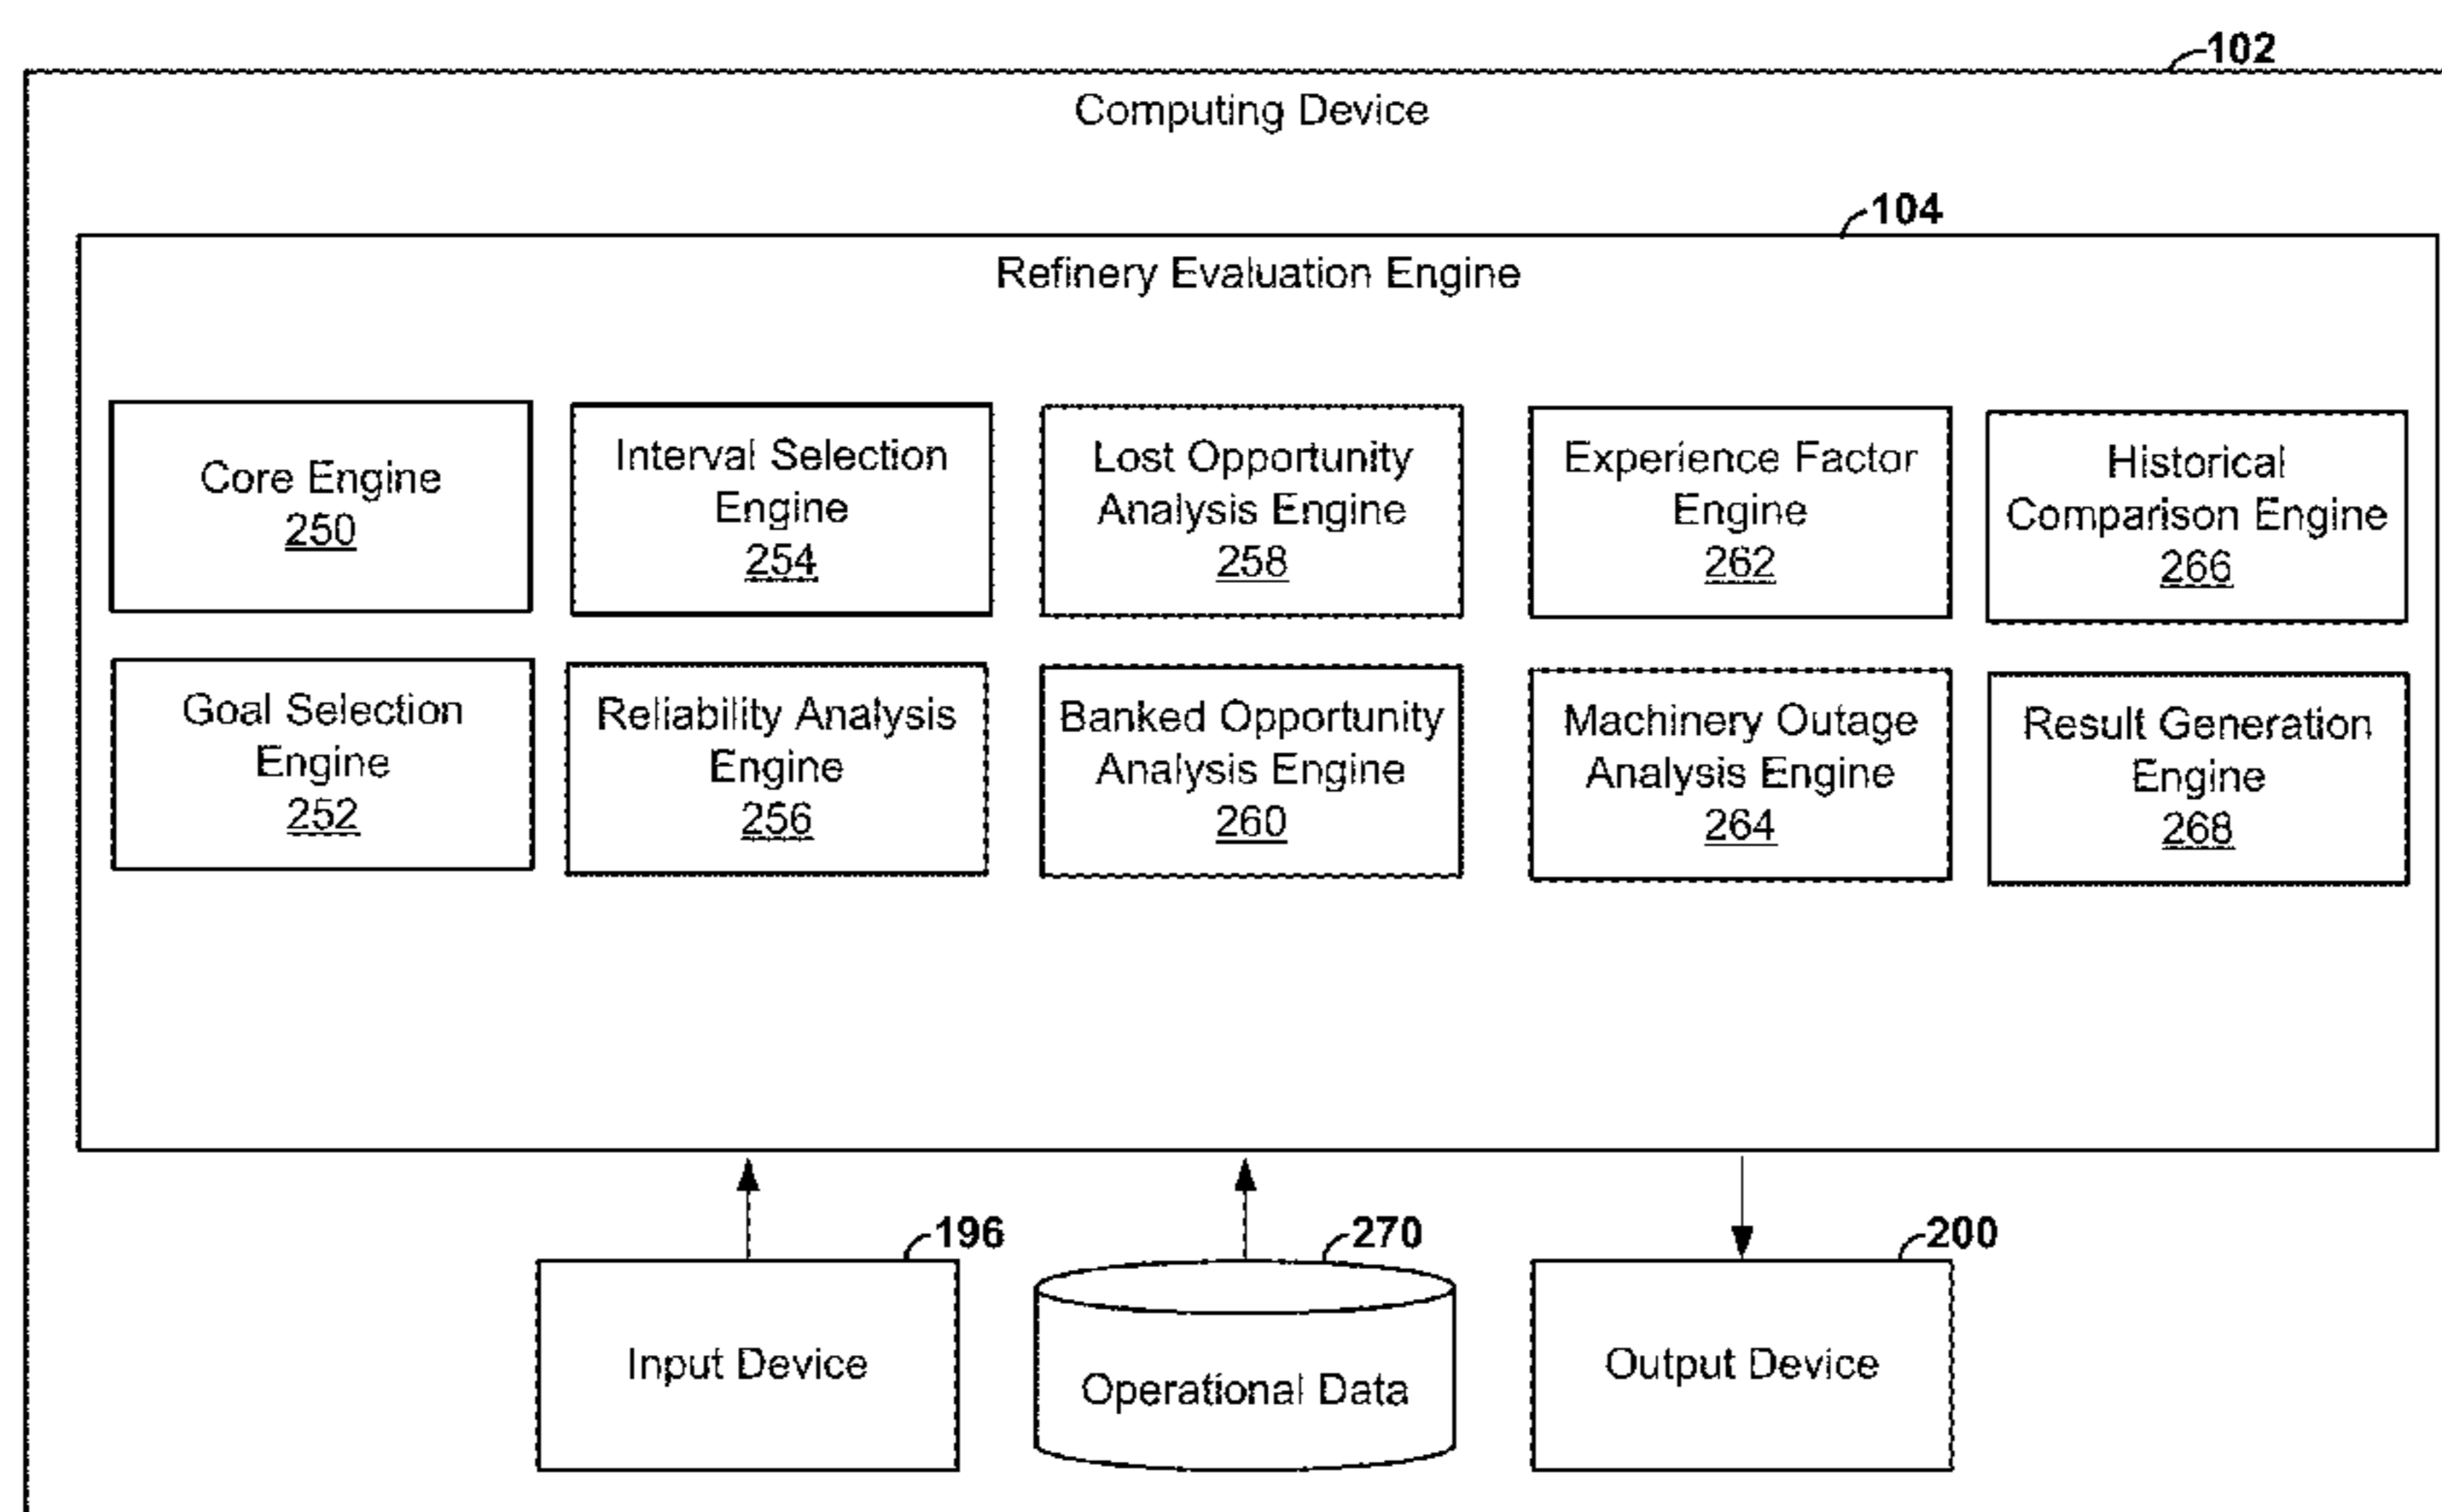 102
Computing Device
104
Refinery Evaluation Engine
Core Engine
250
Interval Selection
Engine
254
Lost Opportunity
Analysis Engine
258
Experience Factor
Engine
262
Historical
Comparison Engine
266
Goal Selection
Engine
252
Reliability Analysis
Engine
256
Banked Opportunity
Analysis Engine
260
Machinery Outage
Analysis Engine
264
Result Generation
Engine
268
196
Input Device
270
Operational Data
200
Output Device